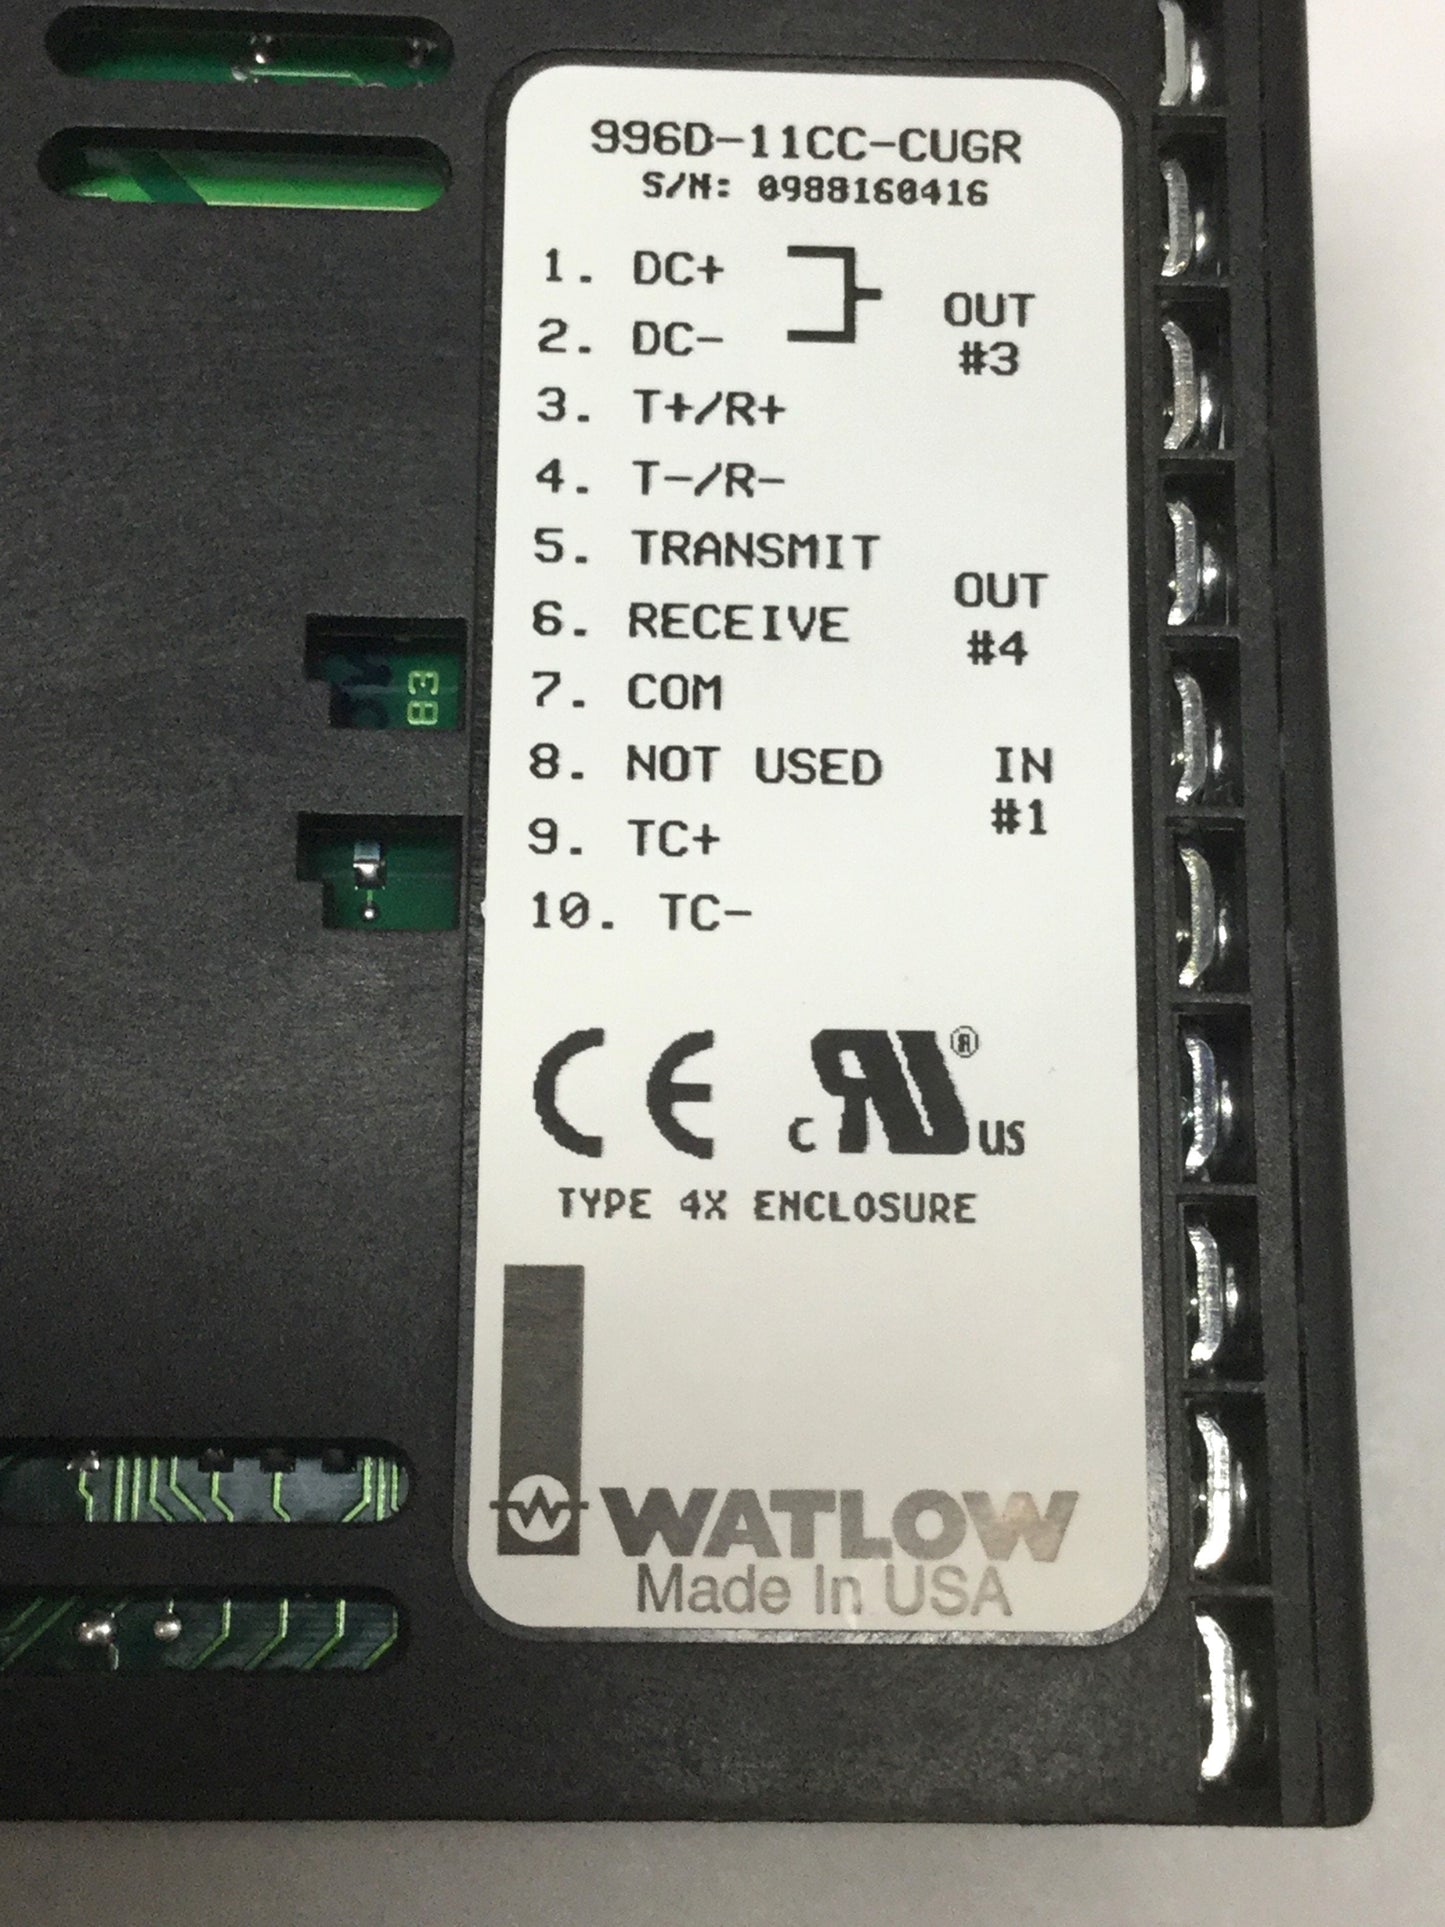 996D-11CC-CUGR
S/N: 0988160416
1. DC+
2. DC-
OUT
#3
3. T+/R+
4. T-/R-
5. TRANSMIT
6. RECEIVE
OUT
#4
7. COM
8. NOT USED
IN
#1
9. TC+
10. TC-
CE
c RU® US
TYPE 4X ENCLOSURE
WATLOW
Made In USA
83